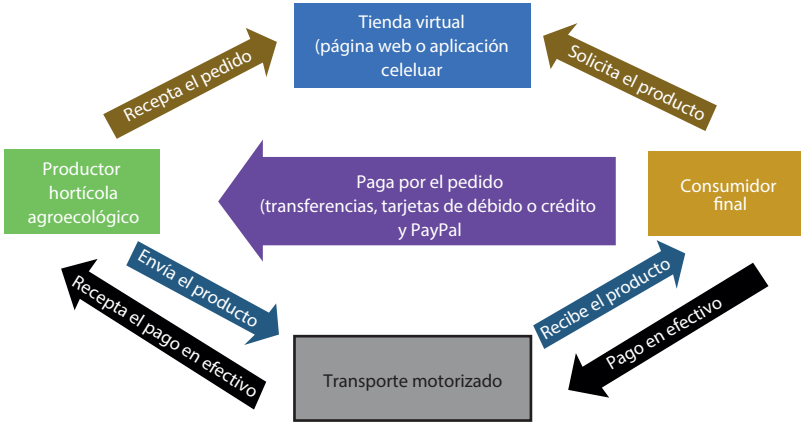 Tienda virtual
(página web o aplicación
celeluar
Recepta el pedido
Solicita el producto
Productor
hortícola
agroecológico
Paga por el pedido
(transferencias, tarjetas de débido o crédito
y PayPal
Consumidor
final
Envía el producto
Recibe el producto
Recepta el pago en efectivo
Pago en efectivo
Transporte motorizado